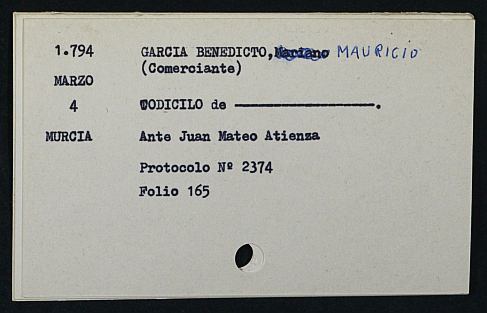 1.794 GARCIA BENEDICTO, Mariano MAURICIO
(Comerciante)
MARZO
4 CODICILO de ————————.
MURCIA Ante Juan Mateo Atienza
Protocolo Nº 2374
Folio 165